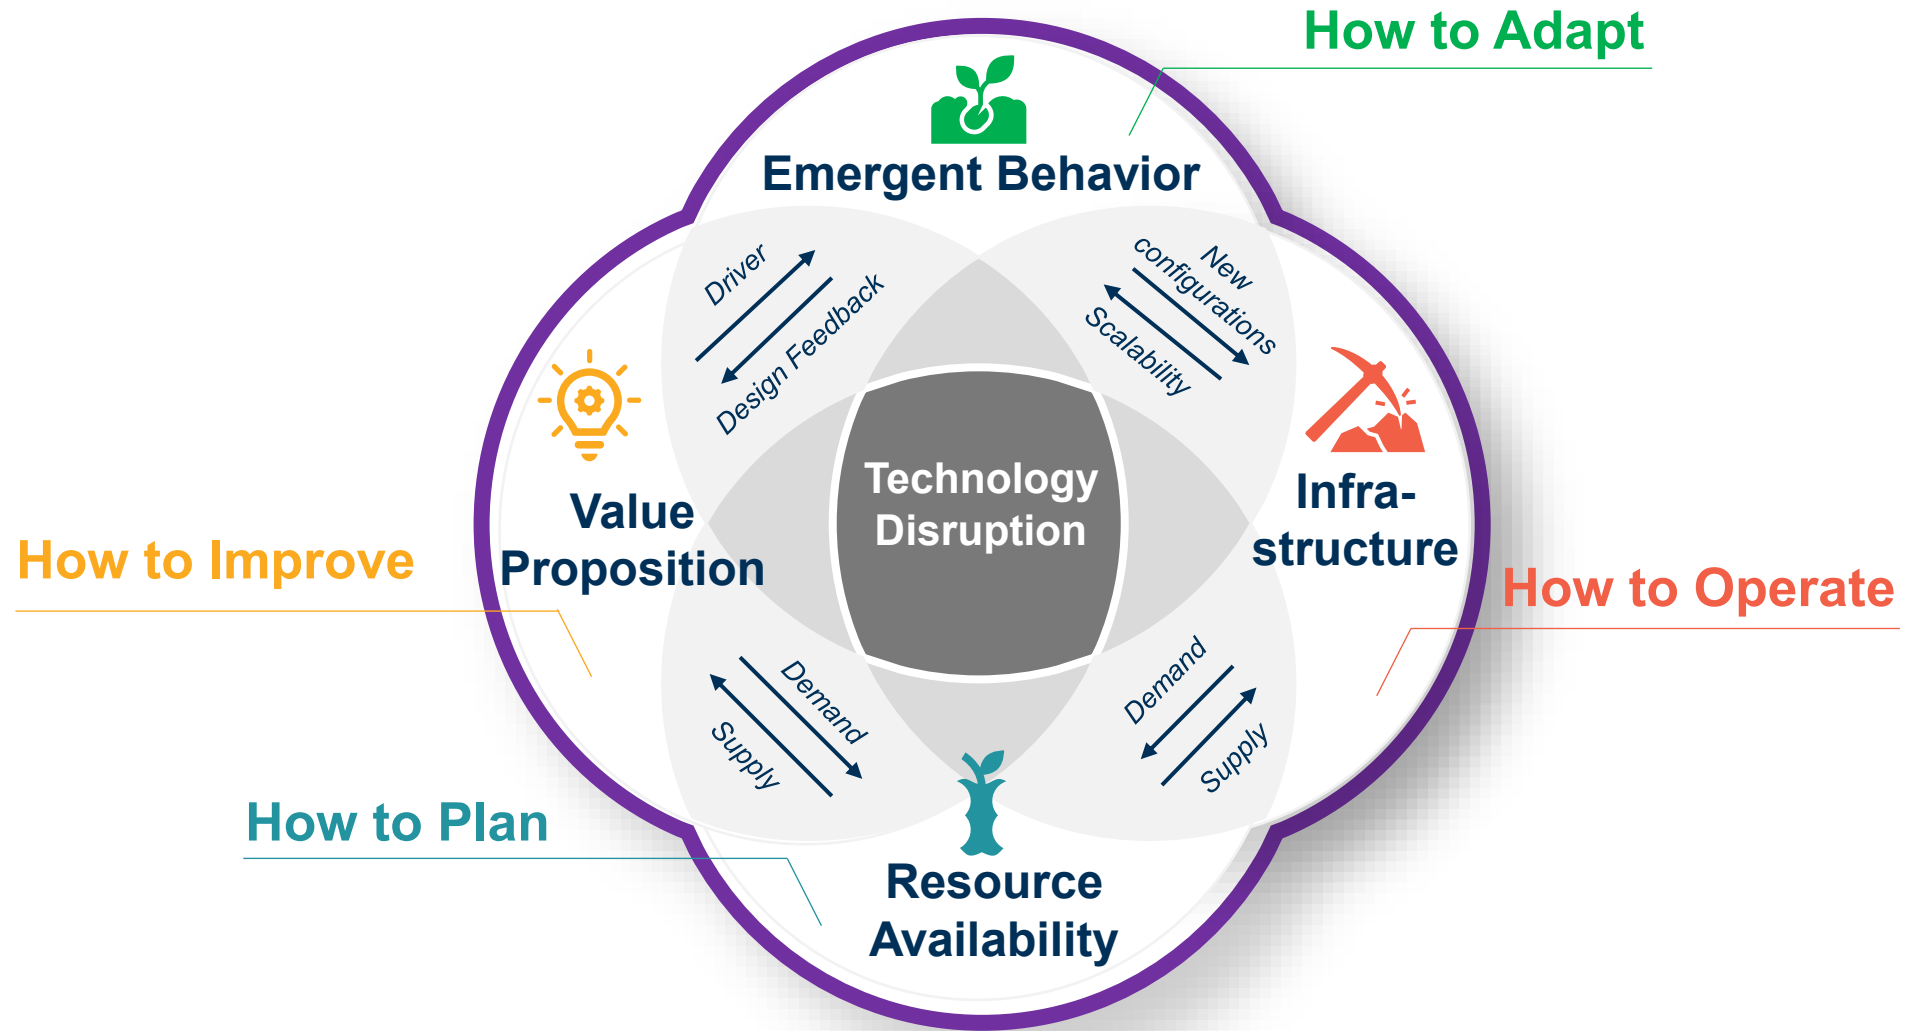 How to Adapt
Emergent Behavior
Driver
Design Feedback
New
configurations
Scalability
Technology
Disruption
Value
Proposition
Infra-
structure
How to Improve
How to Operate
Demand
Supply
Demand
Supply
How to Plan
Resource
Availability